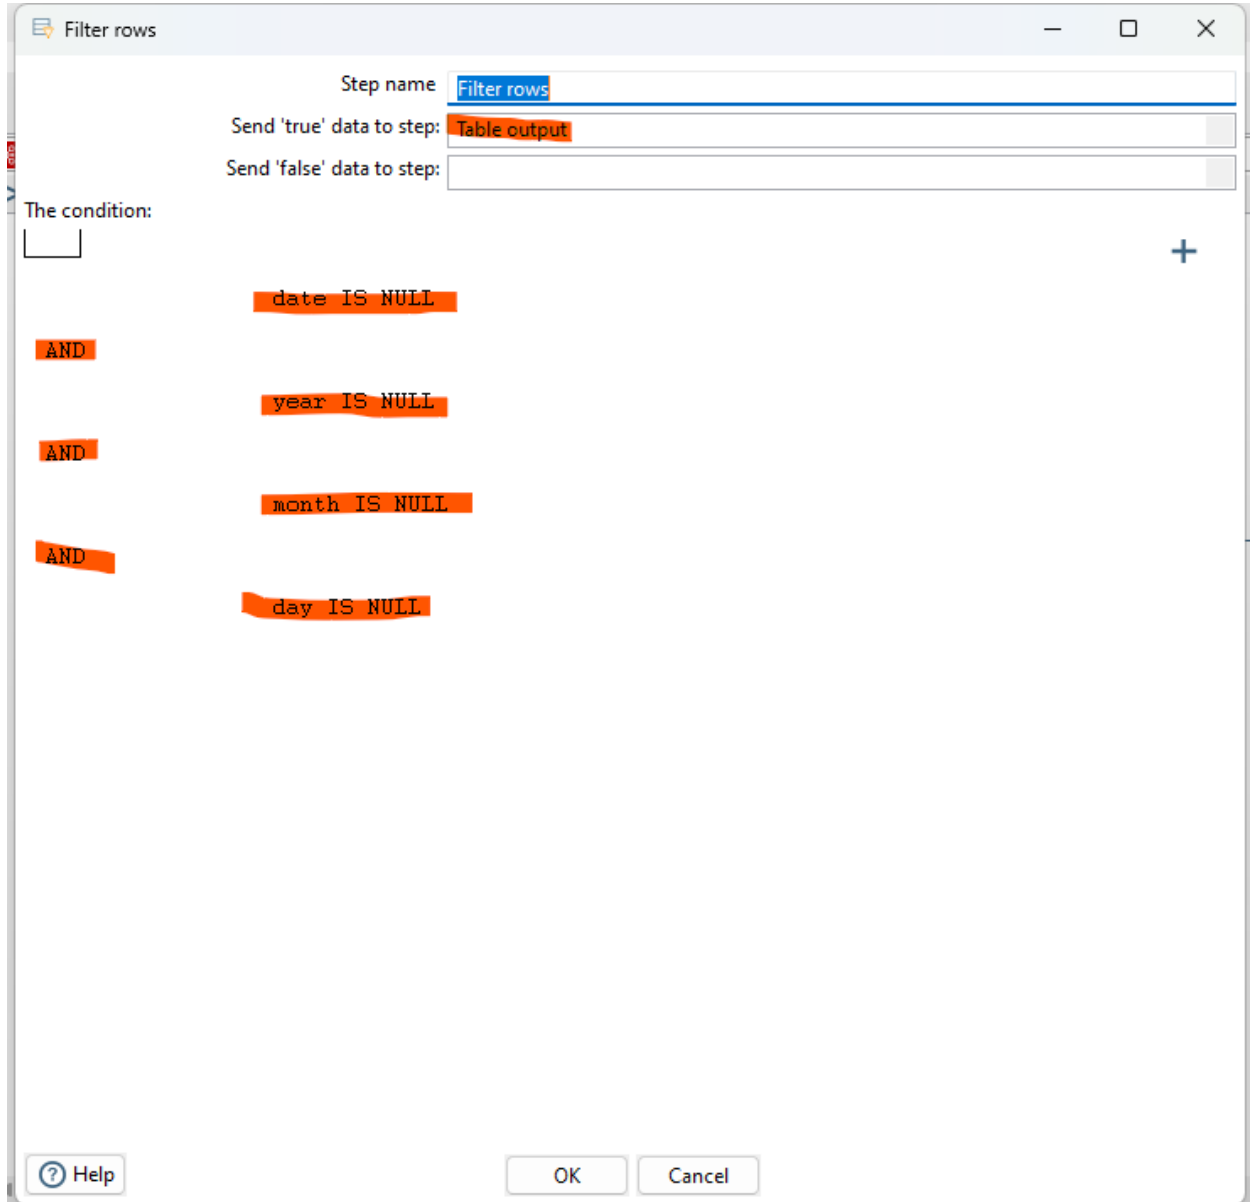 Filter rows
Step name Filter rows
Send 'true' data to step: Table output
Send 'false' data to step:
The condition:
date IS NULL
AND
year IS NULL
AND
month IS NULL
AND
day IS NULL
Help OK Cancel